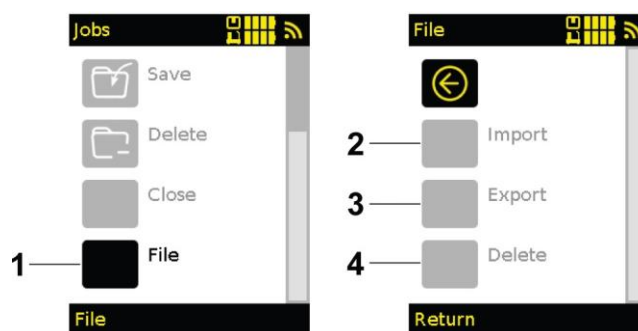 Jobs
Save
Delete
Close
1
File
File
File
2
Import
3
Export
4
Delete
Return